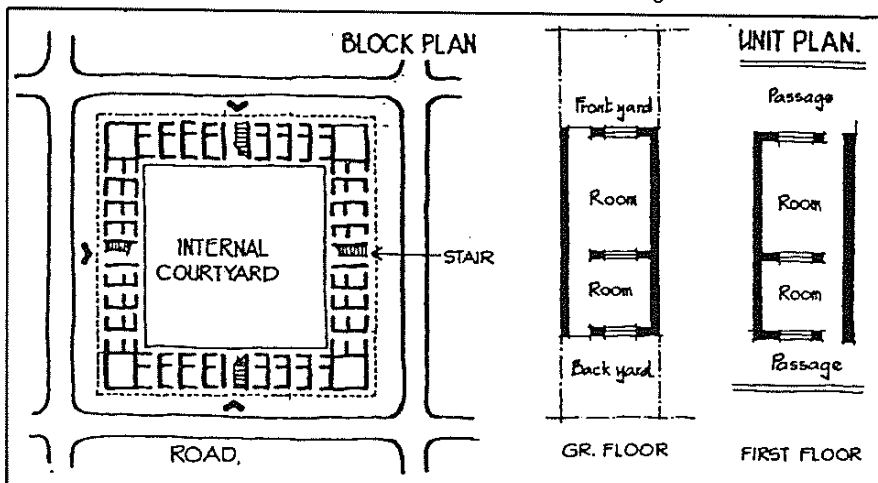 BLOCK PLAN
INTERNAL
COURTYARD
STAIR
ROAD.
UNIT PLAN.
Front yard
Room
Room
Back yard
GR. FLOOR
Passage
Room
Room
Passage
FIRST FLOOR